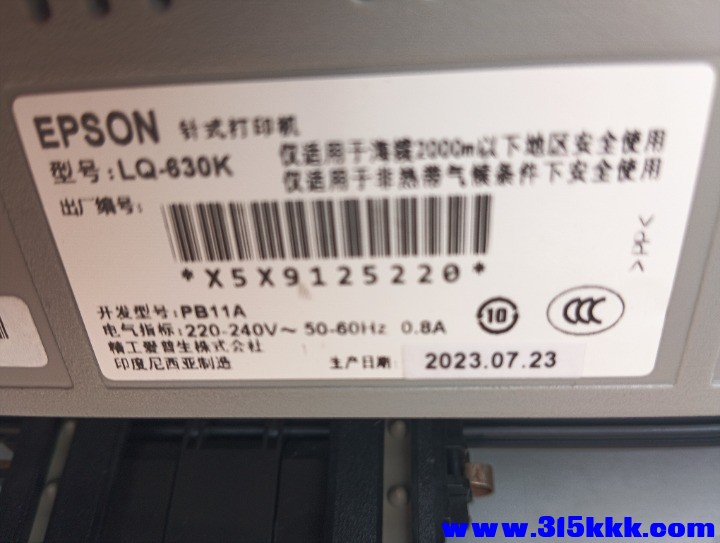 EPSON 针式打印机
型号:LQ-630K
仅适用于海拔2000m以下地区安全使用
仅适用于非热带气候条件下安全使用
出厂编号:
*X5X9125220*
开发型号:PB11A
电气指标:220-240V～ 50-60Hz 0.8A
精工爱普生株式会社
印度尼西亚制造
生产日期: 2023.07.23
10
CCC
>PS<
www.315kkk.com